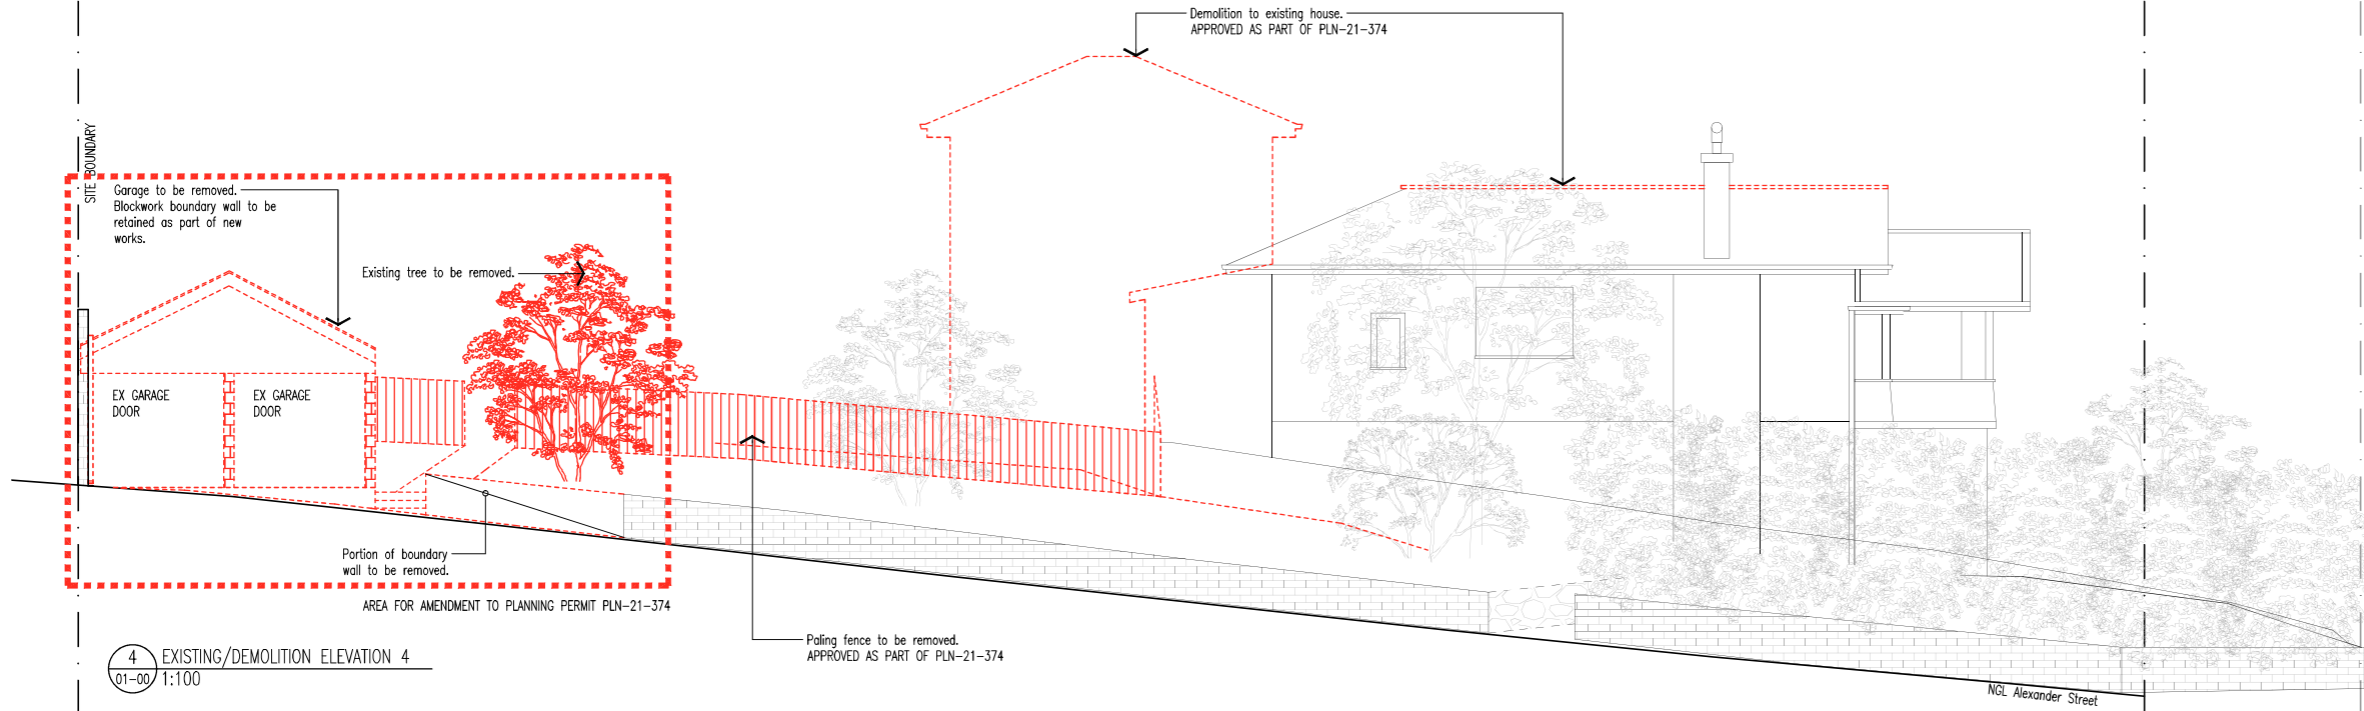 Demolition to existing house.
APPROVED AS PART OF PLN-21-374
SITE BOUNDARY
Garage to be removed.
Blockwork boundary wall to be
retained as part of new
works.
Existing tree to be removed.
EX GARAGE
DOOR
EX GARAGE
DOOR
Portion of boundary
wall to be removed.
AREA FOR AMENDMENT TO PLANNING PERMIT PLN-21-374
Paling fence to be removed.
APPROVED AS PART OF PLN-21-374
4
01-00
EXISTING/DEMOLITION ELEVATION 4
1:100
NGL Alexander Street